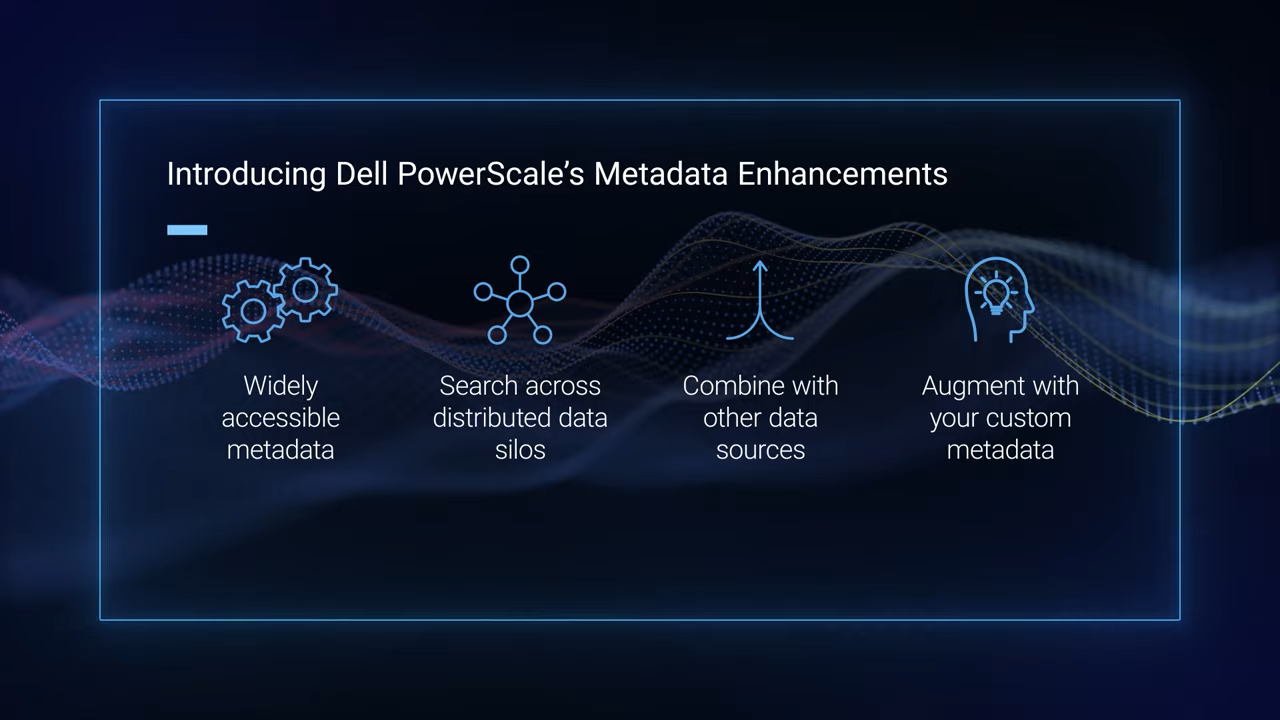 Introducing Dell PowerScale’s Metadata Enhancements
Widely
accessible
metadata
Search across
distributed data
silos
Combine with
other data
sources
Augment with
your custom
metadata